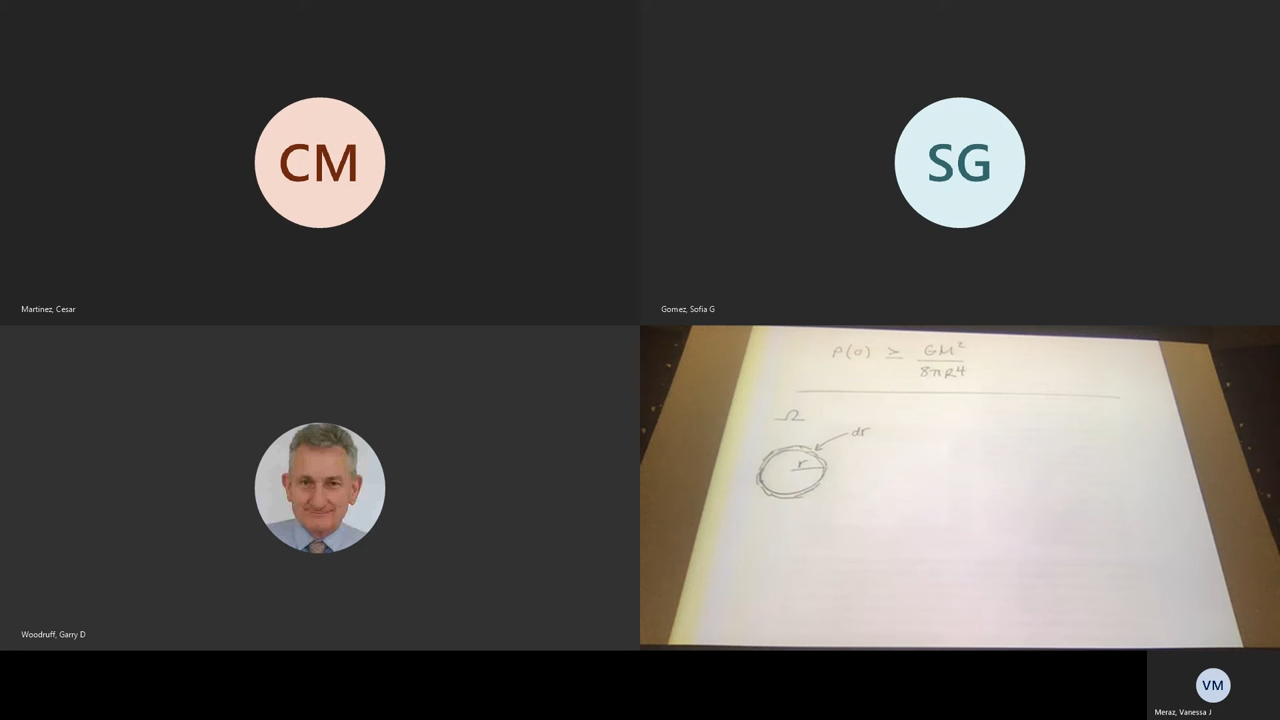 CM
Martinez, Cesar
SG
Gomez, Sofia G
Woodruff, Garry D
P(0) ≥ GM²
8πR⁴
Ω
dr
r
VM
Meraz, Vanessa J